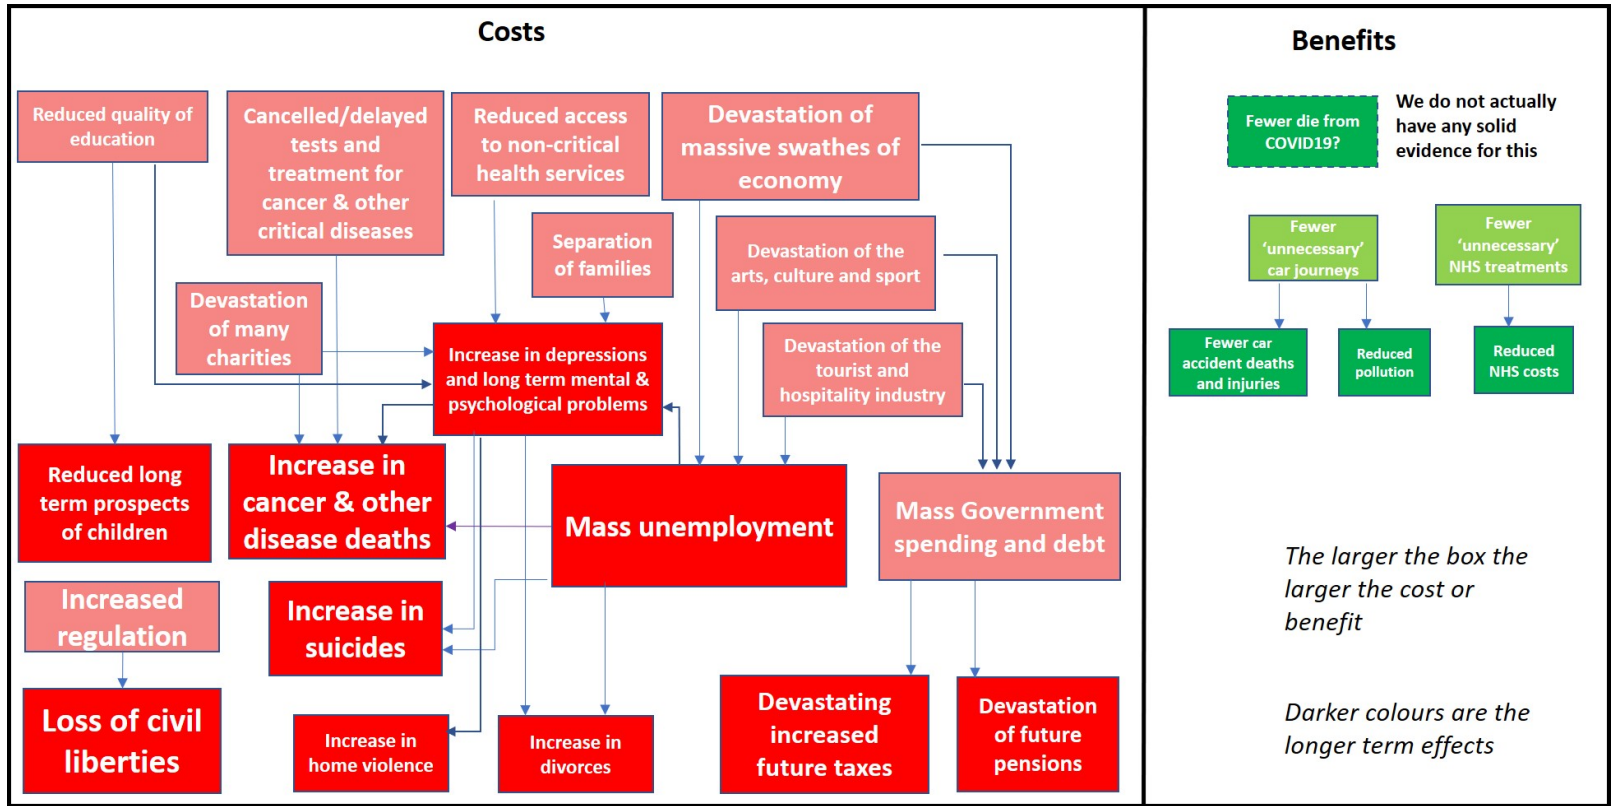 Costs
Reduced quality of
education
Cancelled/delayed
tests and
treatment for
cancer & other
critical diseases
Reduced access
to non-critical
health services
Devastation of
massive swathes of
economy
Separation
of families
Devastation of the
arts, culture and sport
Devastation
of many
charities
Increase in depressions
and long term mental &
psychological problems
Devastation of the
tourist and
hospitality industry
Reduced long
term prospects
of children
Increase in
cancer & other
disease deaths
Mass unemployment
Mass Government
spending and debt
Increased
regulation
Increase in
suicides
Loss of civil
liberties
Increase in
home violence
Increase in
divorces
Devastating
increased
future taxes
Devastation
of future
pensions
Benefits
Fewer die from
COVID19?
We do not actually
have any solid
evidence for this
Fewer
‘unnecessary’
car journeys
Fewer
‘unnecessary’
NHS treatments
Fewer car
accident deaths
and injuries
Reduced
pollution
Reduced
NHS costs
The larger the box the
larger the cost or
benefit
Darker colours are the
longer term effects